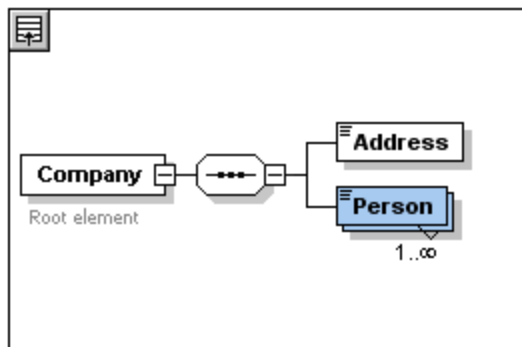 Company
Root element
Address
Person
1..∞